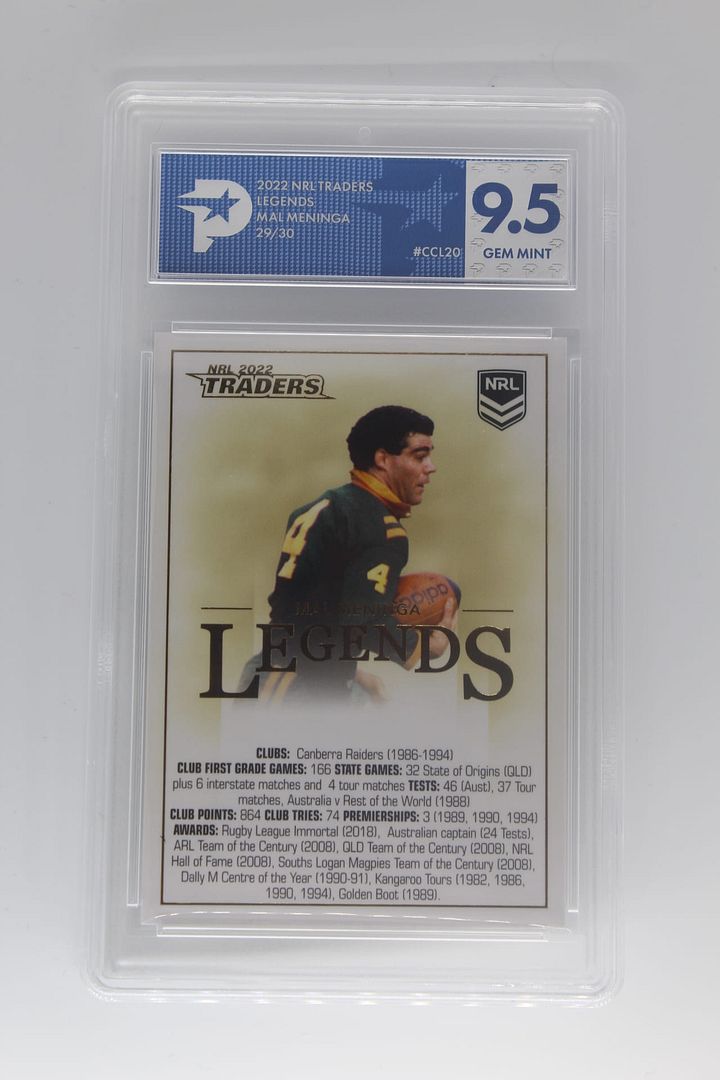 2022 NRL TRADERS
LEGENDS
MAL MENINGA
29/30
#CCL20
9.5
GEM MINT
NRL 2022
TRADERS
NRL
4
4
adidas
MAL MENINGA
LEGENDS
CLUBS: Canberra Raiders (1986-1994)
CLUB FIRST GRADE GAMES: 166 STATE GAMES: 32 State of Origins (QLD)
plus 6 interstate matches and 4 tour matches TESTS: 46 (Aust), 37 Tour
matches, Australia v Rest of the World (1988)
CLUB POINTS: 864 CLUB TRIES: 74 PREMIERSHIPS: 3 (1989, 1990, 1994)
AWARDS: Rugby League Immortal (2018), Australian captain (24 Tests),
ARL Team of the Century (2008), QLD Team of the Century (2008), NRL
Hall of Fame (2008), Souths Logan Magpies Team of the Century (2008),
Dally M Centre of the Year (1990-91), Kangaroo Tours (1982, 1986,
1990, 1994), Golden Boot (1989).